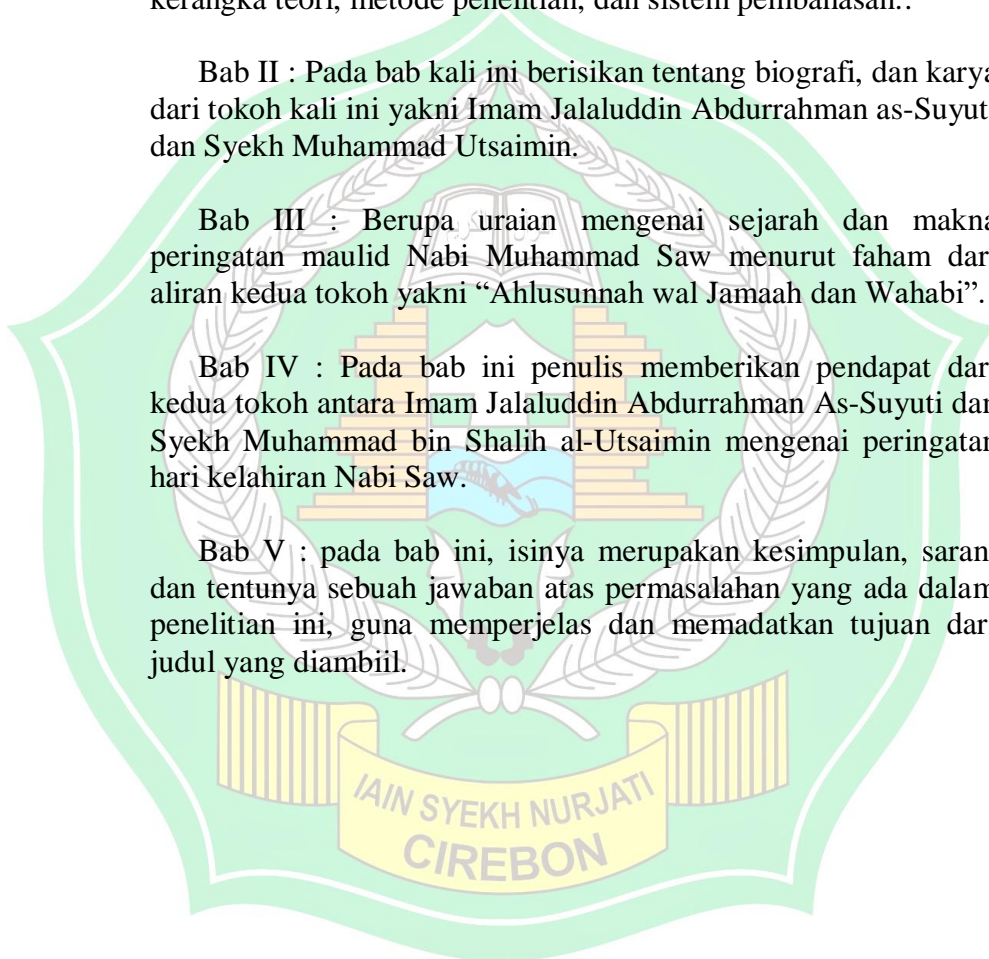 kerangka teori, metode penelitian, dan sistem pembahasan..
Bab II : Pada bab kali ini berisikan tentang biografi, dan karya
dari tokoh kali ini yakni Imam Jalaluddin Abdurrahman as-Suyut
dan Syekh Muhammad Utsaimin.
Bab III : Berupa uraian mengenai sejarah dan makna
peringatan maulid Nabi Muhammad Saw menurut faham dar
aliran kedua tokoh yakni “Ahlusunnah wal Jamaah dan Wahabi”.
Bab IV : Pada bab ini penulis memberikan pendapat dar
kedua tokoh antara Imam Jalaluddin Abdurrahman As-Suyuti dan
Syekh Muhammad bin Shalih al-Utsaimin mengenai peringatan
hari kelahiran Nabi Saw.
Bab V : pada bab ini, isinya merupakan kesimpulan, saran
dan tentunya sebuah jawaban atas permasalahan yang ada dalam
penelitian ini, guna memperjelas dan memadatkan tujuan dar
judul yang diambiil.
IAIN SYEKH NURJATI
CIREBON